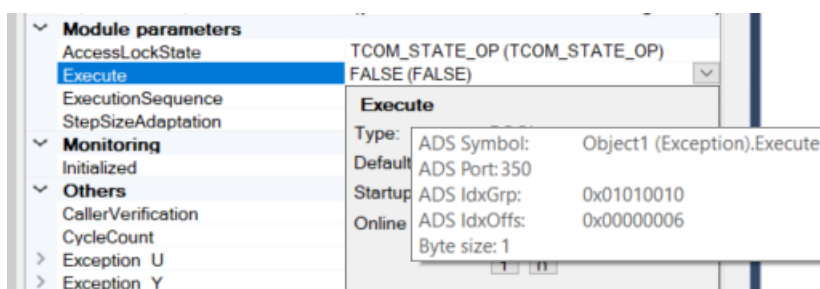 Module parameters
AccessLockState TCOM_STATE_OP (TCOM_STATE_OP)
Execute FALSE (FALSE)
ExecutionSequence Execute
StepSizeAdaptation Type:
ADS Symbol: Object1 (Exception).Execute
Monitoring
Initialized Default
ADS Port: 350
Others Startup
ADS IdxGrp: 0x01010010
CallerVerification Online
ADS IdxOffs: 0x00000006
CycleCount
Byte size: 1
Exception U
Exception Y